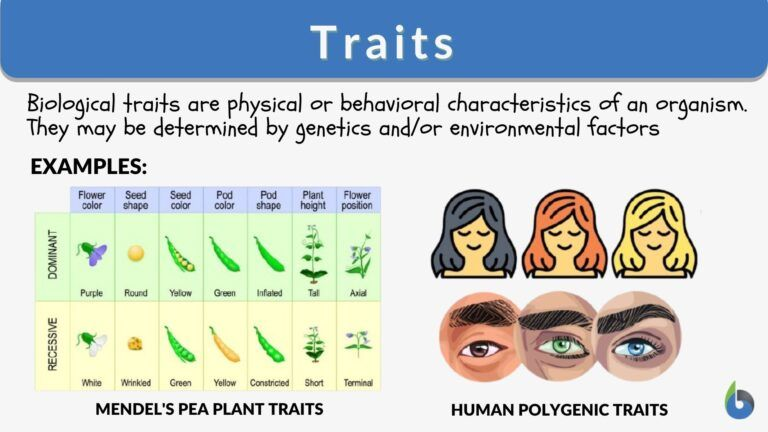 Traits
Biological traits are physical or behavioral characteristics of an organism.
They may be determined by genetics and/or environmental factors
EXAMPLES:
Flower color Seed shape Seed color Pod color Pod shape Plant height Flower position
DOMINANT
Purple Round Yellow Green Inflated Tall Axial
RECESSIVE
White Wrinkled Green Yellow Constricted Short Terminal
MENDEL'S PEA PLANT TRAITS
HUMAN POLYGENIC TRAITS